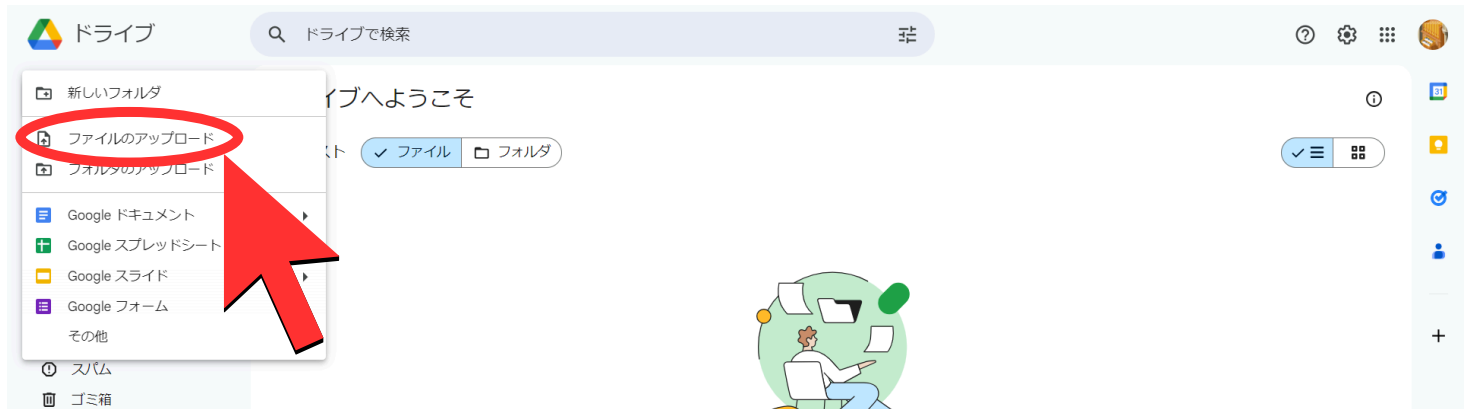 ドライブ
ドライブで検索
新しいフォルダ
イブへようこそ
ファイルのアップロード
ファイル
フォルダ
フォルダのアップロード
Google ドキュメント
Google スプレッドシート
Google スライド
Google フォーム
その他
スパム
ゴミ箱
31